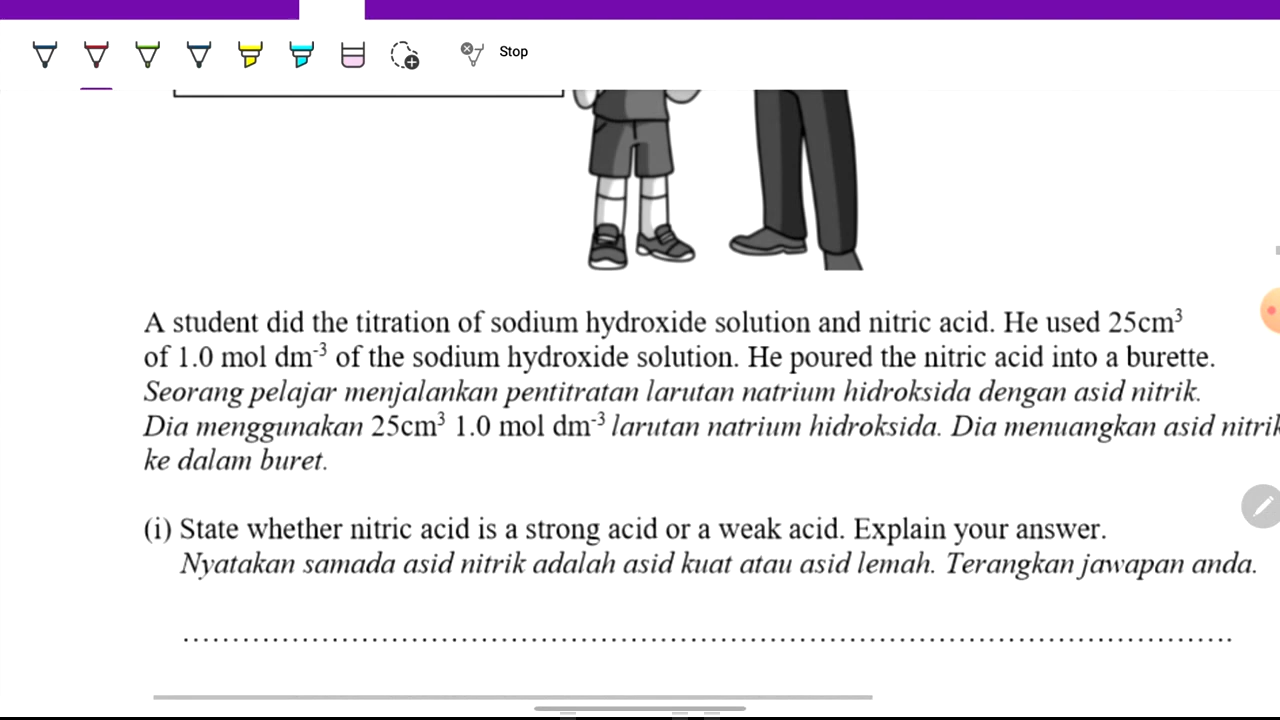 Stop
A student did the titration of sodium hydroxide solution and nitric acid. He used 25cm³
of 1.0 mol dm⁻³ of the sodium hydroxide solution. He poured the nitric acid into a burette.
Seorang pelajar menjalankan pentitratan larutan natrium hidroksida dengan asid nitrik.
Dia menggunakan 25cm³ 1.0 mol dm⁻³ larutan natrium hidroksida. Dia menuangkan asid nitrik
ke dalam buret.
(i) State whether nitric acid is a strong acid or a weak acid. Explain your answer.
Nyatakan samada asid nitrik adalah asid kuat atau asid lemah. Terangkan jawapan anda.